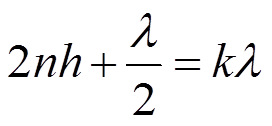 2nh + λ/2 = kλ